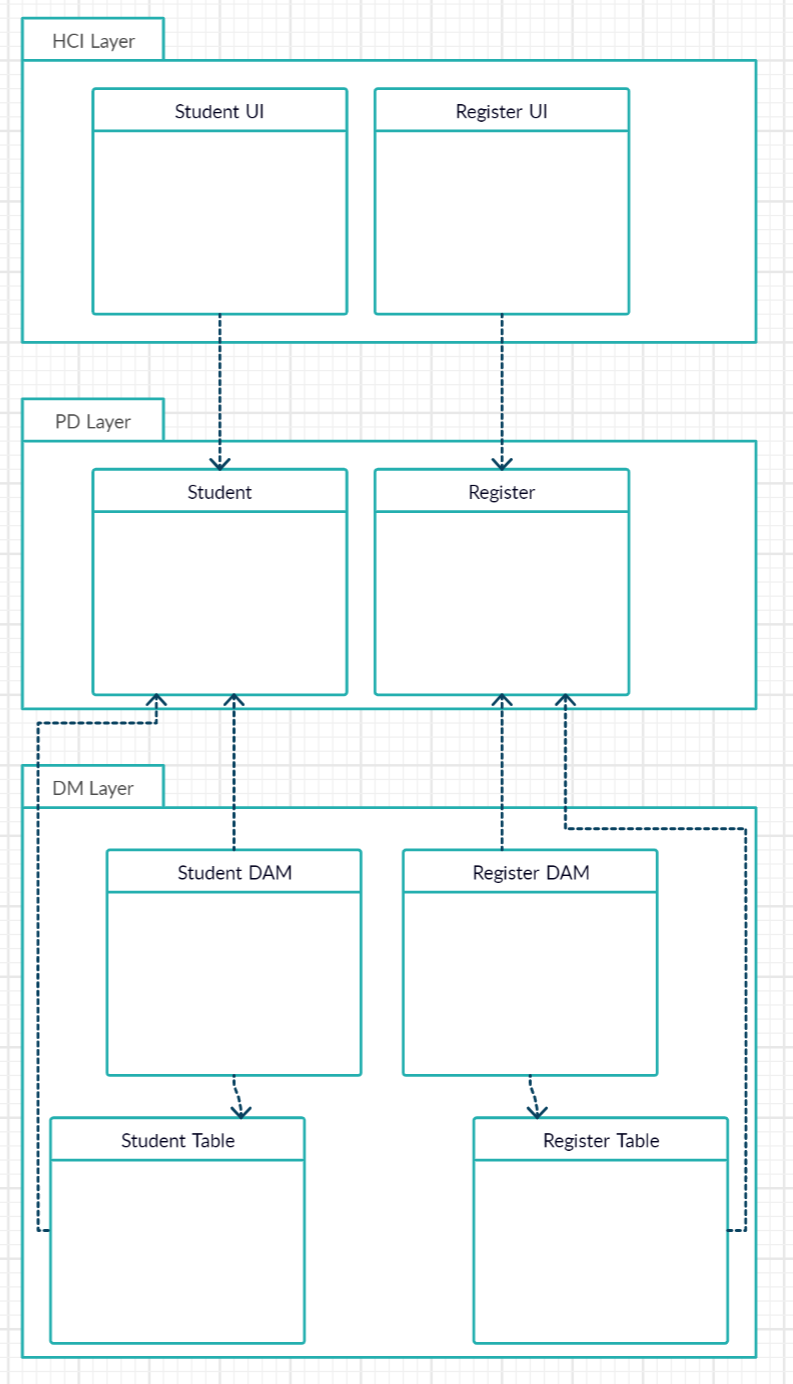 HCI Layer
Student UI
Register UI
PD Layer
Student
Register
DM Layer
Student DAM
Register DAM
Student Table
Register Table